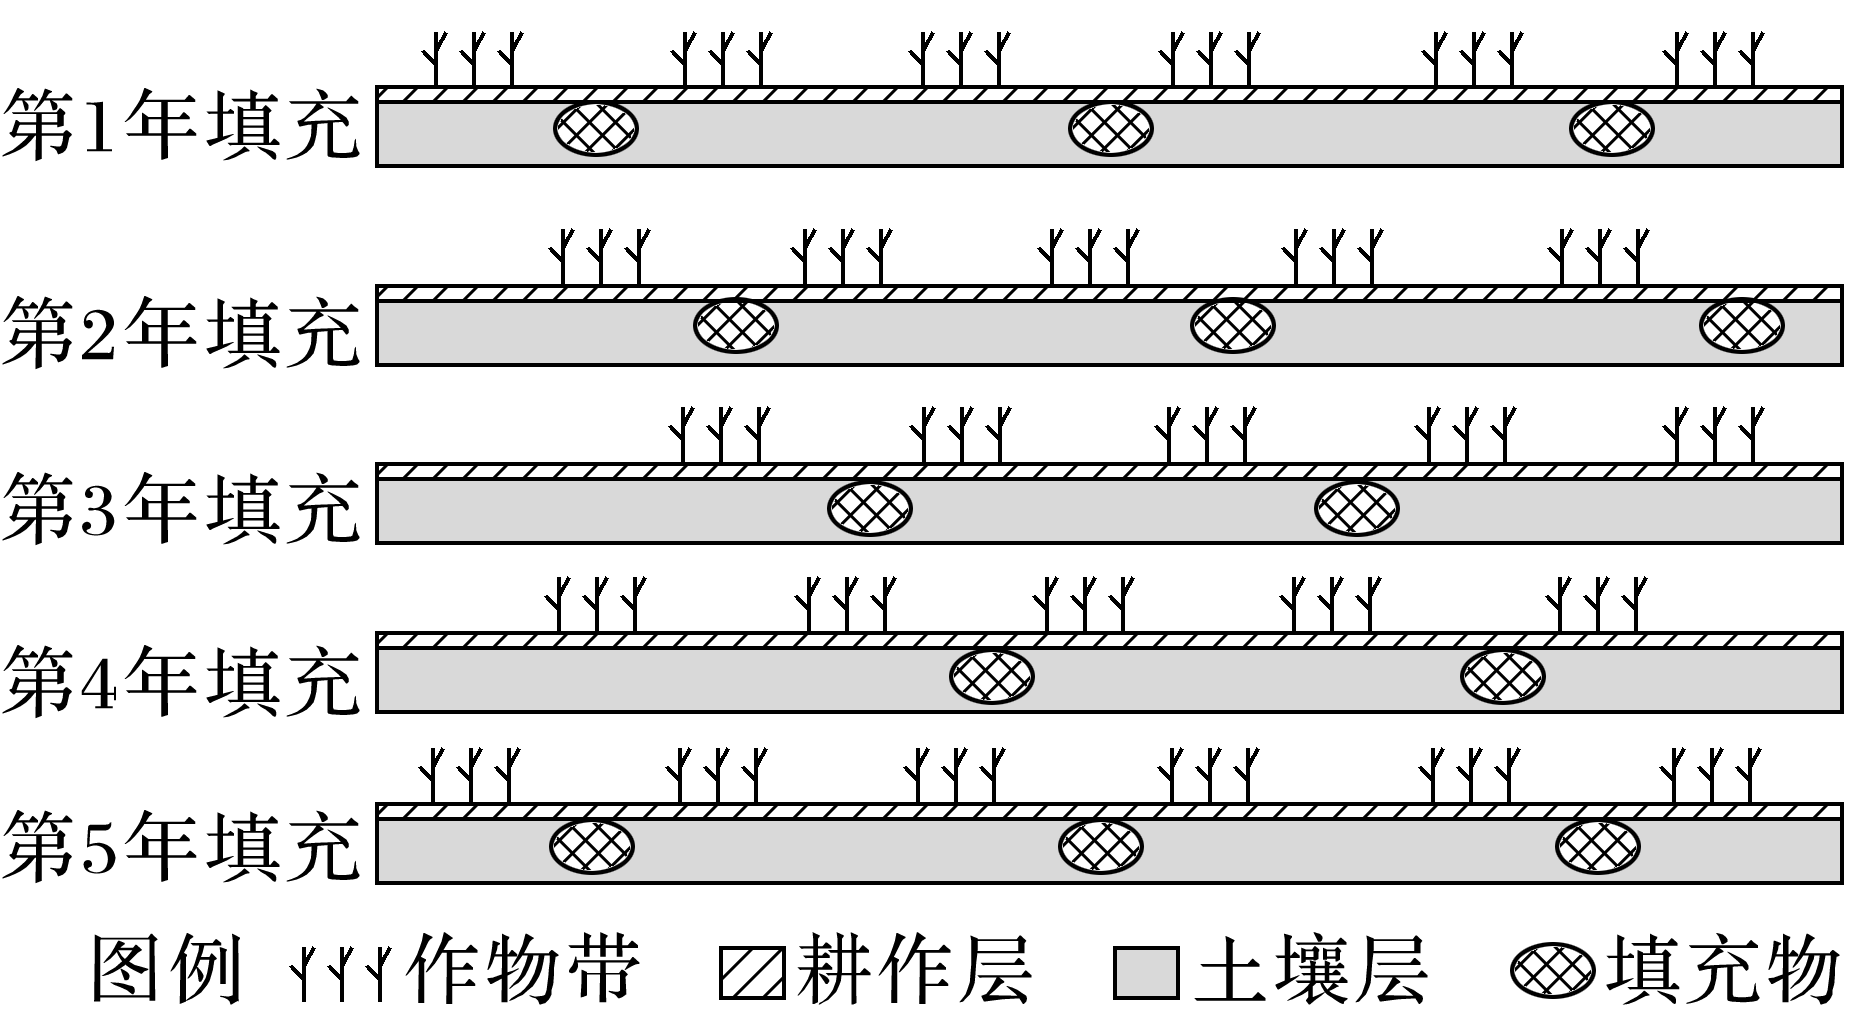 第1年填充
第2年填充
第3年填充
第4年填充
第5年填充
图例 作物带 耕作层 土壤层 填充物